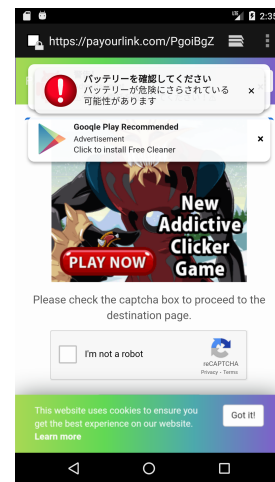 2:35
https://payourlink.com/PgoiBgZ
バッテリーを確認してください
バッテリーが危険にさらされている
可能性があります
×
Google Play Recommended
Advertisement
Click to install Free Cleaner
×
New
Addictive
Clicker
Game
PLAY NOW
Please check the captcha box to proceed to the
destination page.
I'm not a robot
reCAPTCHA
Privacy - Terms
This website uses cookies to ensure you
get the best experience on our website.
Learn more
Got it!